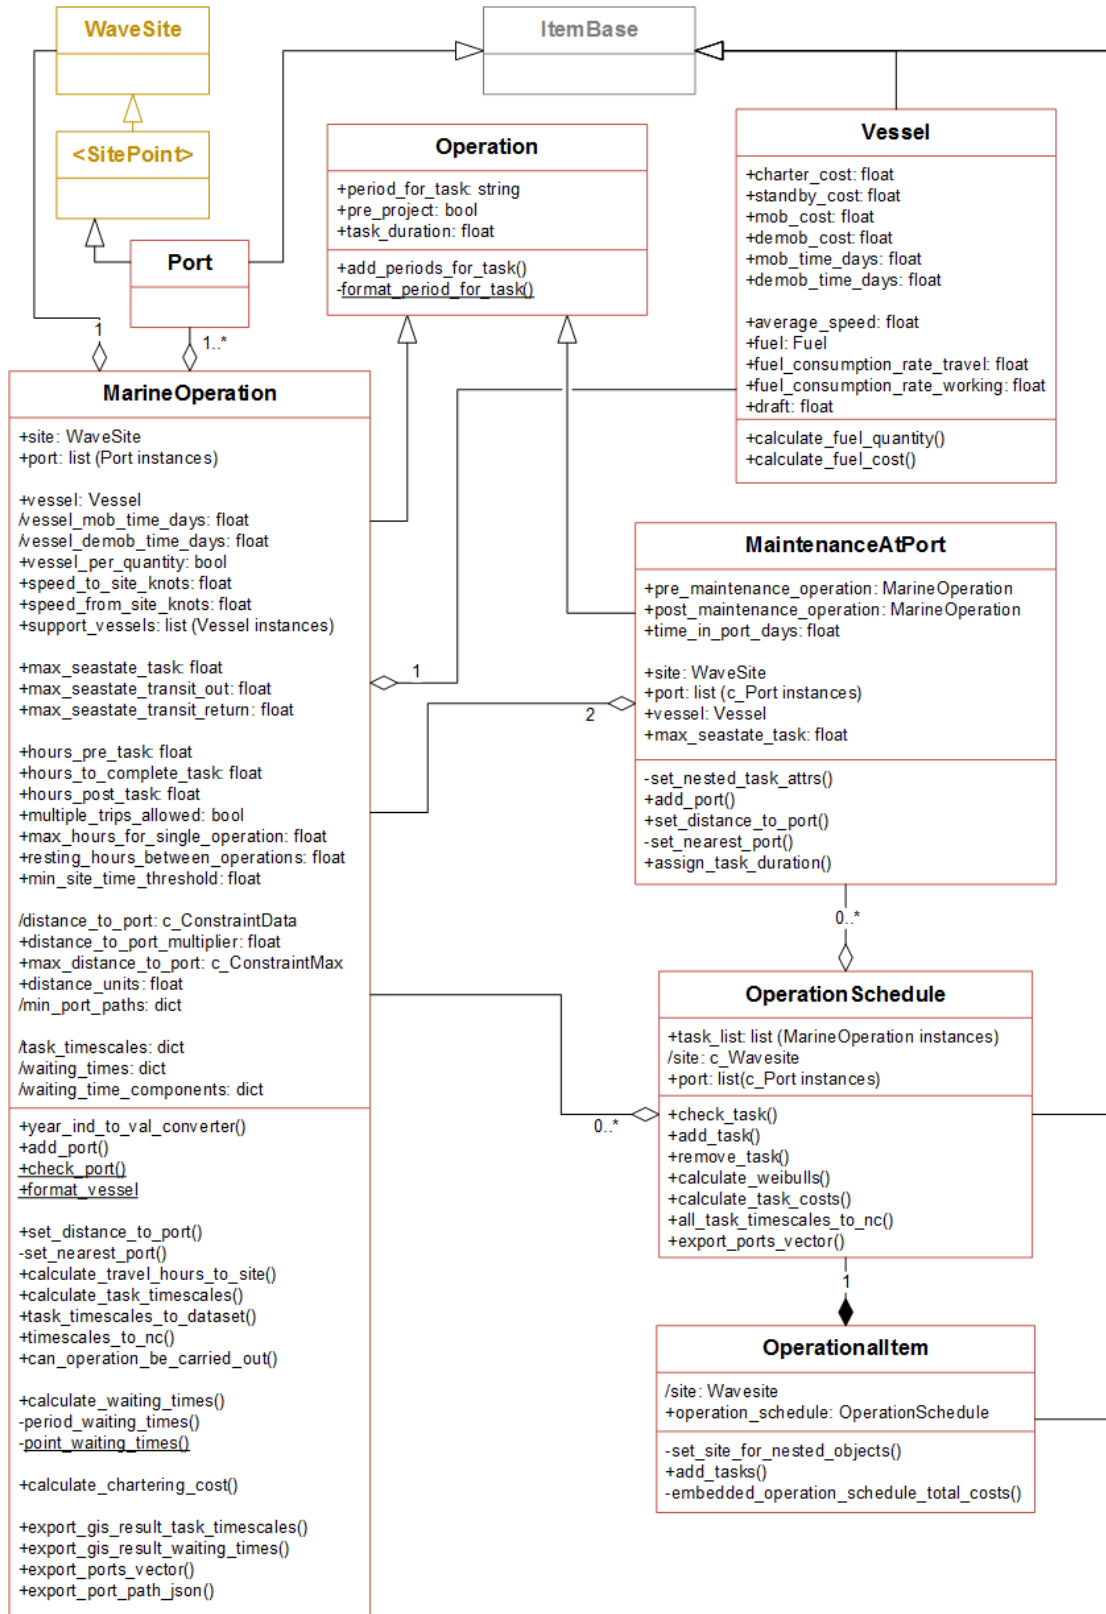 WaveSite
ItemBase
<SitePoint>
Port
1
1..*
Operation
+period_for_task: string
+pre_project: bool
+task_duration: float
+add_periods_for_task()
-format_period_for_task()
Vessel
+charter_cost: float
+standby_cost: float
+mob_cost: float
+demob_cost: float
+mob_time_days: float
+demob_time_days: float
+average_speed: float
+fuel: Fuel
+fuel_consumption_rate_travel: float
+fuel_consumption_rate_working: float
+draft: float
+calculate_fuel_quantity()
+calculate_fuel_cost()
MarineOperation
+site: WaveSite
+port: list (Port instances)
+vessel: Vessel
/vessel_mob_time_days: float
/vessel_demob_time_days: float
+vessel_per_quantity: bool
+speed_to_site_knots: float
+speed_from_site_knots: float
+support_vessels: list (Vessel instances)
+max_seastate_task: float
+max_seastate_transit_out: float
+max_seastate_transit_return: float
+hours_pre_task: float
+hours_to_complete_task: float
+hours_post_task: float
+multiple_trips_allowed: bool
+max_hours_for_single_operation: float
+resting_hours_between_operations: float
+min_site_time_threshold: float
/distance_to_port: c_ConstraintData
+distance_to_port_multiplier: float
+max_distance_to_port: c_ConstraintMax
+distance_units: float
/min_port_paths: dict
/task_timescales: dict
/waiting_times: dict
/waiting_time_components: dict
+year_ind_to_val_converter()
+add_port()
+check_port()
+format_vessel
+set_distance_to_port()
-set_nearest_port()
+calculate_travel_hours_to_site()
+calculate_task_timescales()
+task_timescales_to_dataset()
+timescales_to_nc()
+can_operation_be_carried_out()
+calculate_waiting_times()
-period_waiting_times()
-point_waiting_times()
+calculate_chartering_cost()
+export_gis_result_task_timescales()
+export_gis_result_waiting_times()
+export_ports_vector()
+export_port_path_json()
1
2
0..*
MaintenanceAtPort
+pre_maintenance_operation: MarineOperation
+post_maintenance_operation: MarineOperation
+time_in_port_days: float
+site: WaveSite
+port: list (c_Port instances)
+vessel: Vessel
+max_seastate_task: float
-set_nested_task_attrs()
+add_port()
+set_distance_to_port()
-set_nearest_port()
+assign_task_duration()
0..*
OperationSchedule
+task_list: list (MarineOperation instances)
/site: c_Wavesite
+port: list(c_Port instances)
+check_task()
+add_task()
+remove_task()
+calculate_weibulls()
+calculate_task_costs()
+all_task_timescales_to_nc()
+export_ports_vector()
1
OperationalItem
/site: Wavesite
+operation_schedule: OperationSchedule
-set_site_for_nested_objects()
+add_tasks()
-embedded_operation_schedule_total_costs()